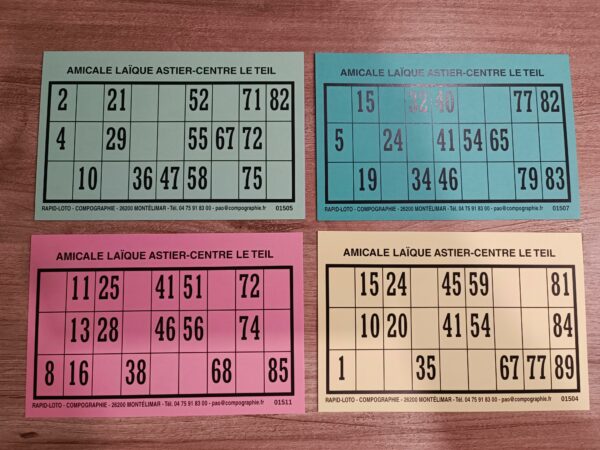 AMICALE LAÏQUE ASTIER-CENTRE LE TEIL
2 21 52 71 82
4 29 55 67 72
10 36 47 58 75
RAPID-LOTO - COMPOGRAPHIE - 26200 MONTÉLIMAR - Tél. 04 75 91 83 00 - pao@compographie.fr 01505
AMICALE LAÏQUE ASTIER-CENTRE LE TEIL
15 32 40 77 82
5 24 41 54 65
19 34 46 79 83
RAPID-LOTO - COMPOGRAPHIE - 26200 MONTÉLIMAR - Tél. 04 75 91 83 00 - pao@compographie.fr 01507
AMICALE LAÏQUE ASTIER-CENTRE LE TEIL
11 25 41 51 72
13 28 46 56 74
8 16 38 68 85
RAPID-LOTO - COMPOGRAPHIE - 26200 MONTÉLIMAR - Tél. 04 75 91 83 00 - pao@compographie.fr 01511
AMICALE LAÏQUE ASTIER-CENTRE LE TEIL
15 24 45 59 81
10 20 41 54 84
1 35 67 77 89
RAPID-LOTO - COMPOGRAPHIE - 26200 MONTÉLIMAR - Tél. 04 75 91 83 00 - pao@compographie.fr 01504